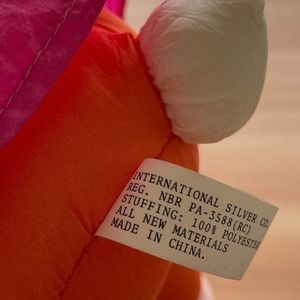 INTERNATIONAL SILVER CO.
REG. NBR PA-3588(RC)
STUFFING: 100% POLYESTER
ALL NEW MATERIALS
MADE IN CHINA.